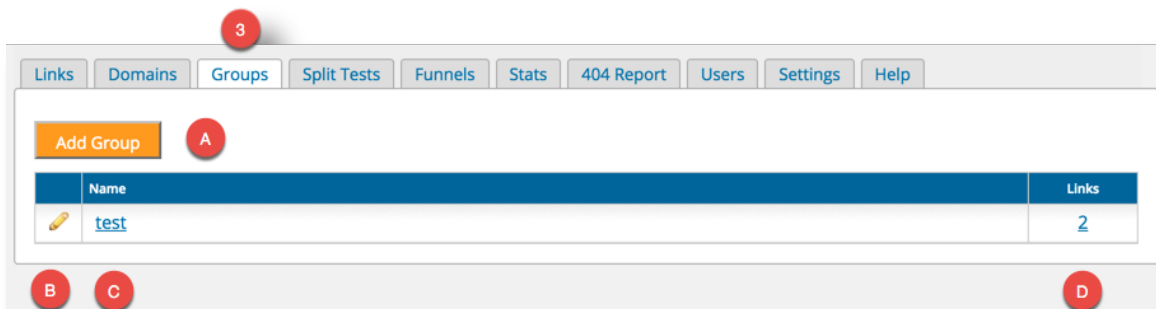 3
Links Domains Groups Split Tests Funnels Stats 404 Report Users Settings Help
Add Group A
Name Links
test 2
B C D